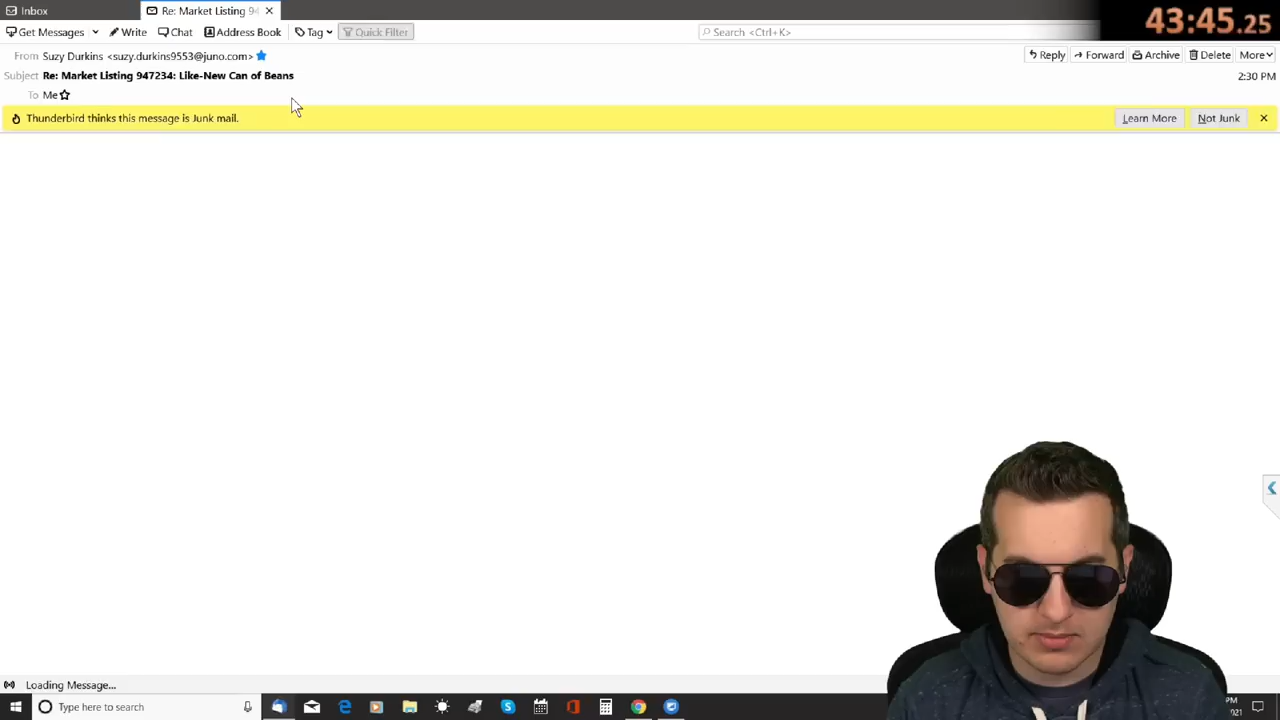 Inbox
Re: Market Listing 94
43:45.25
Get Messages Write Chat Address Book Tag Quick Filter Search <Ctrl+K>
From Suzy Durkins <suzy.durkins9553@juno.com> Reply Forward Archive Delete More
Subject Re: Market Listing 947234: Like-New Can of Beans 2:30 PM
To Me
Thunderbird thinks this message is Junk mail. Learn More Not Junk
Loading Message...
Type here to search